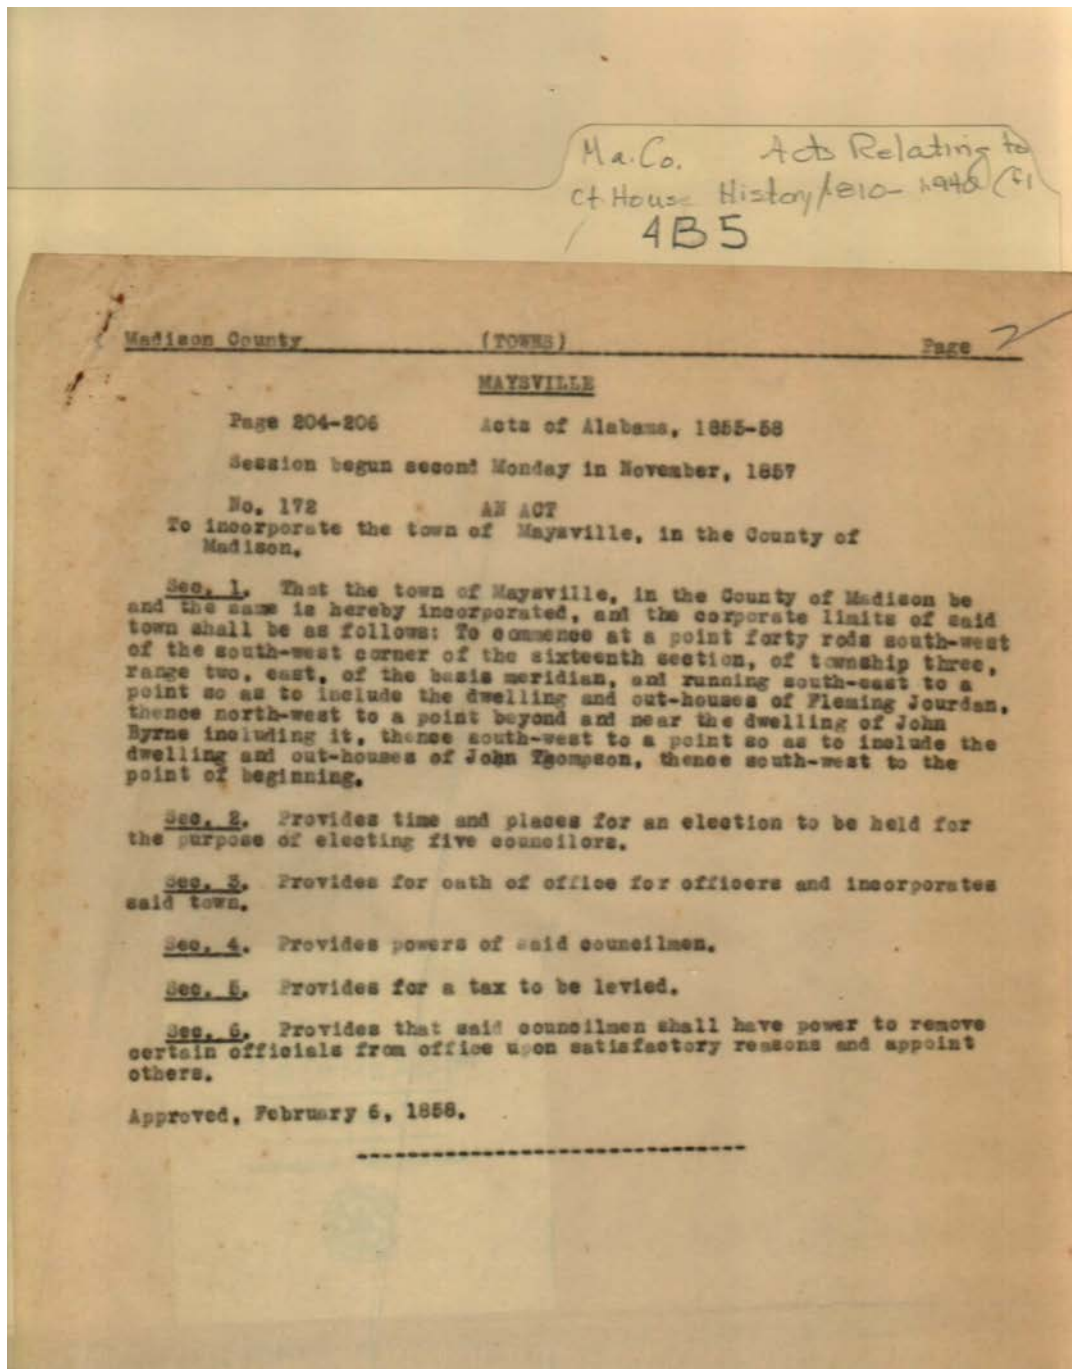 Ma.Co. Acts Relating to
Ct House History 1810-
4B5
Madison County (TOWNS) Page 2
MAYSVILLE
Page 204-206 Acts of Alabama, 1855-58
Session begun second Monday in November, 1857
No. 172 AN ACT
To incorporate the town of Maysville, in the County of
Madison.
Sec. 1. That the town of Maysville, in the County of Madison be
and the same is hereby incorporated, and the corporate limits of said
town shall be as follows: To commence at a point forty rods south-west
of the south-west corner of the sixteenth section, of township three,
range two, east, of the basis meridian, and running south-east to a
point so as to include the dwelling and out-houses of Fleming Jourdan,
thence north-west to a point beyond and near the dwelling of John
Byrne including it, thence south-west to a point so as to include the
dwelling and out-houses of John Thompson, thence south-west to the
point of beginning.
Sec. 2. Provides time and places for an election to be held for
the purpose of electing five councilors.
Sec. 3. Provides for oath of office for officers and incorporates
said town.
Sec. 4. Provides powers of said councilmen.
Sec. 5. Provides for a tax to be levied.
Sec. 6. Provides that said councilmen shall have power to remove
certain officials from office upon satisfactory reasons and appoint
others.
Approved, February 6, 1858.